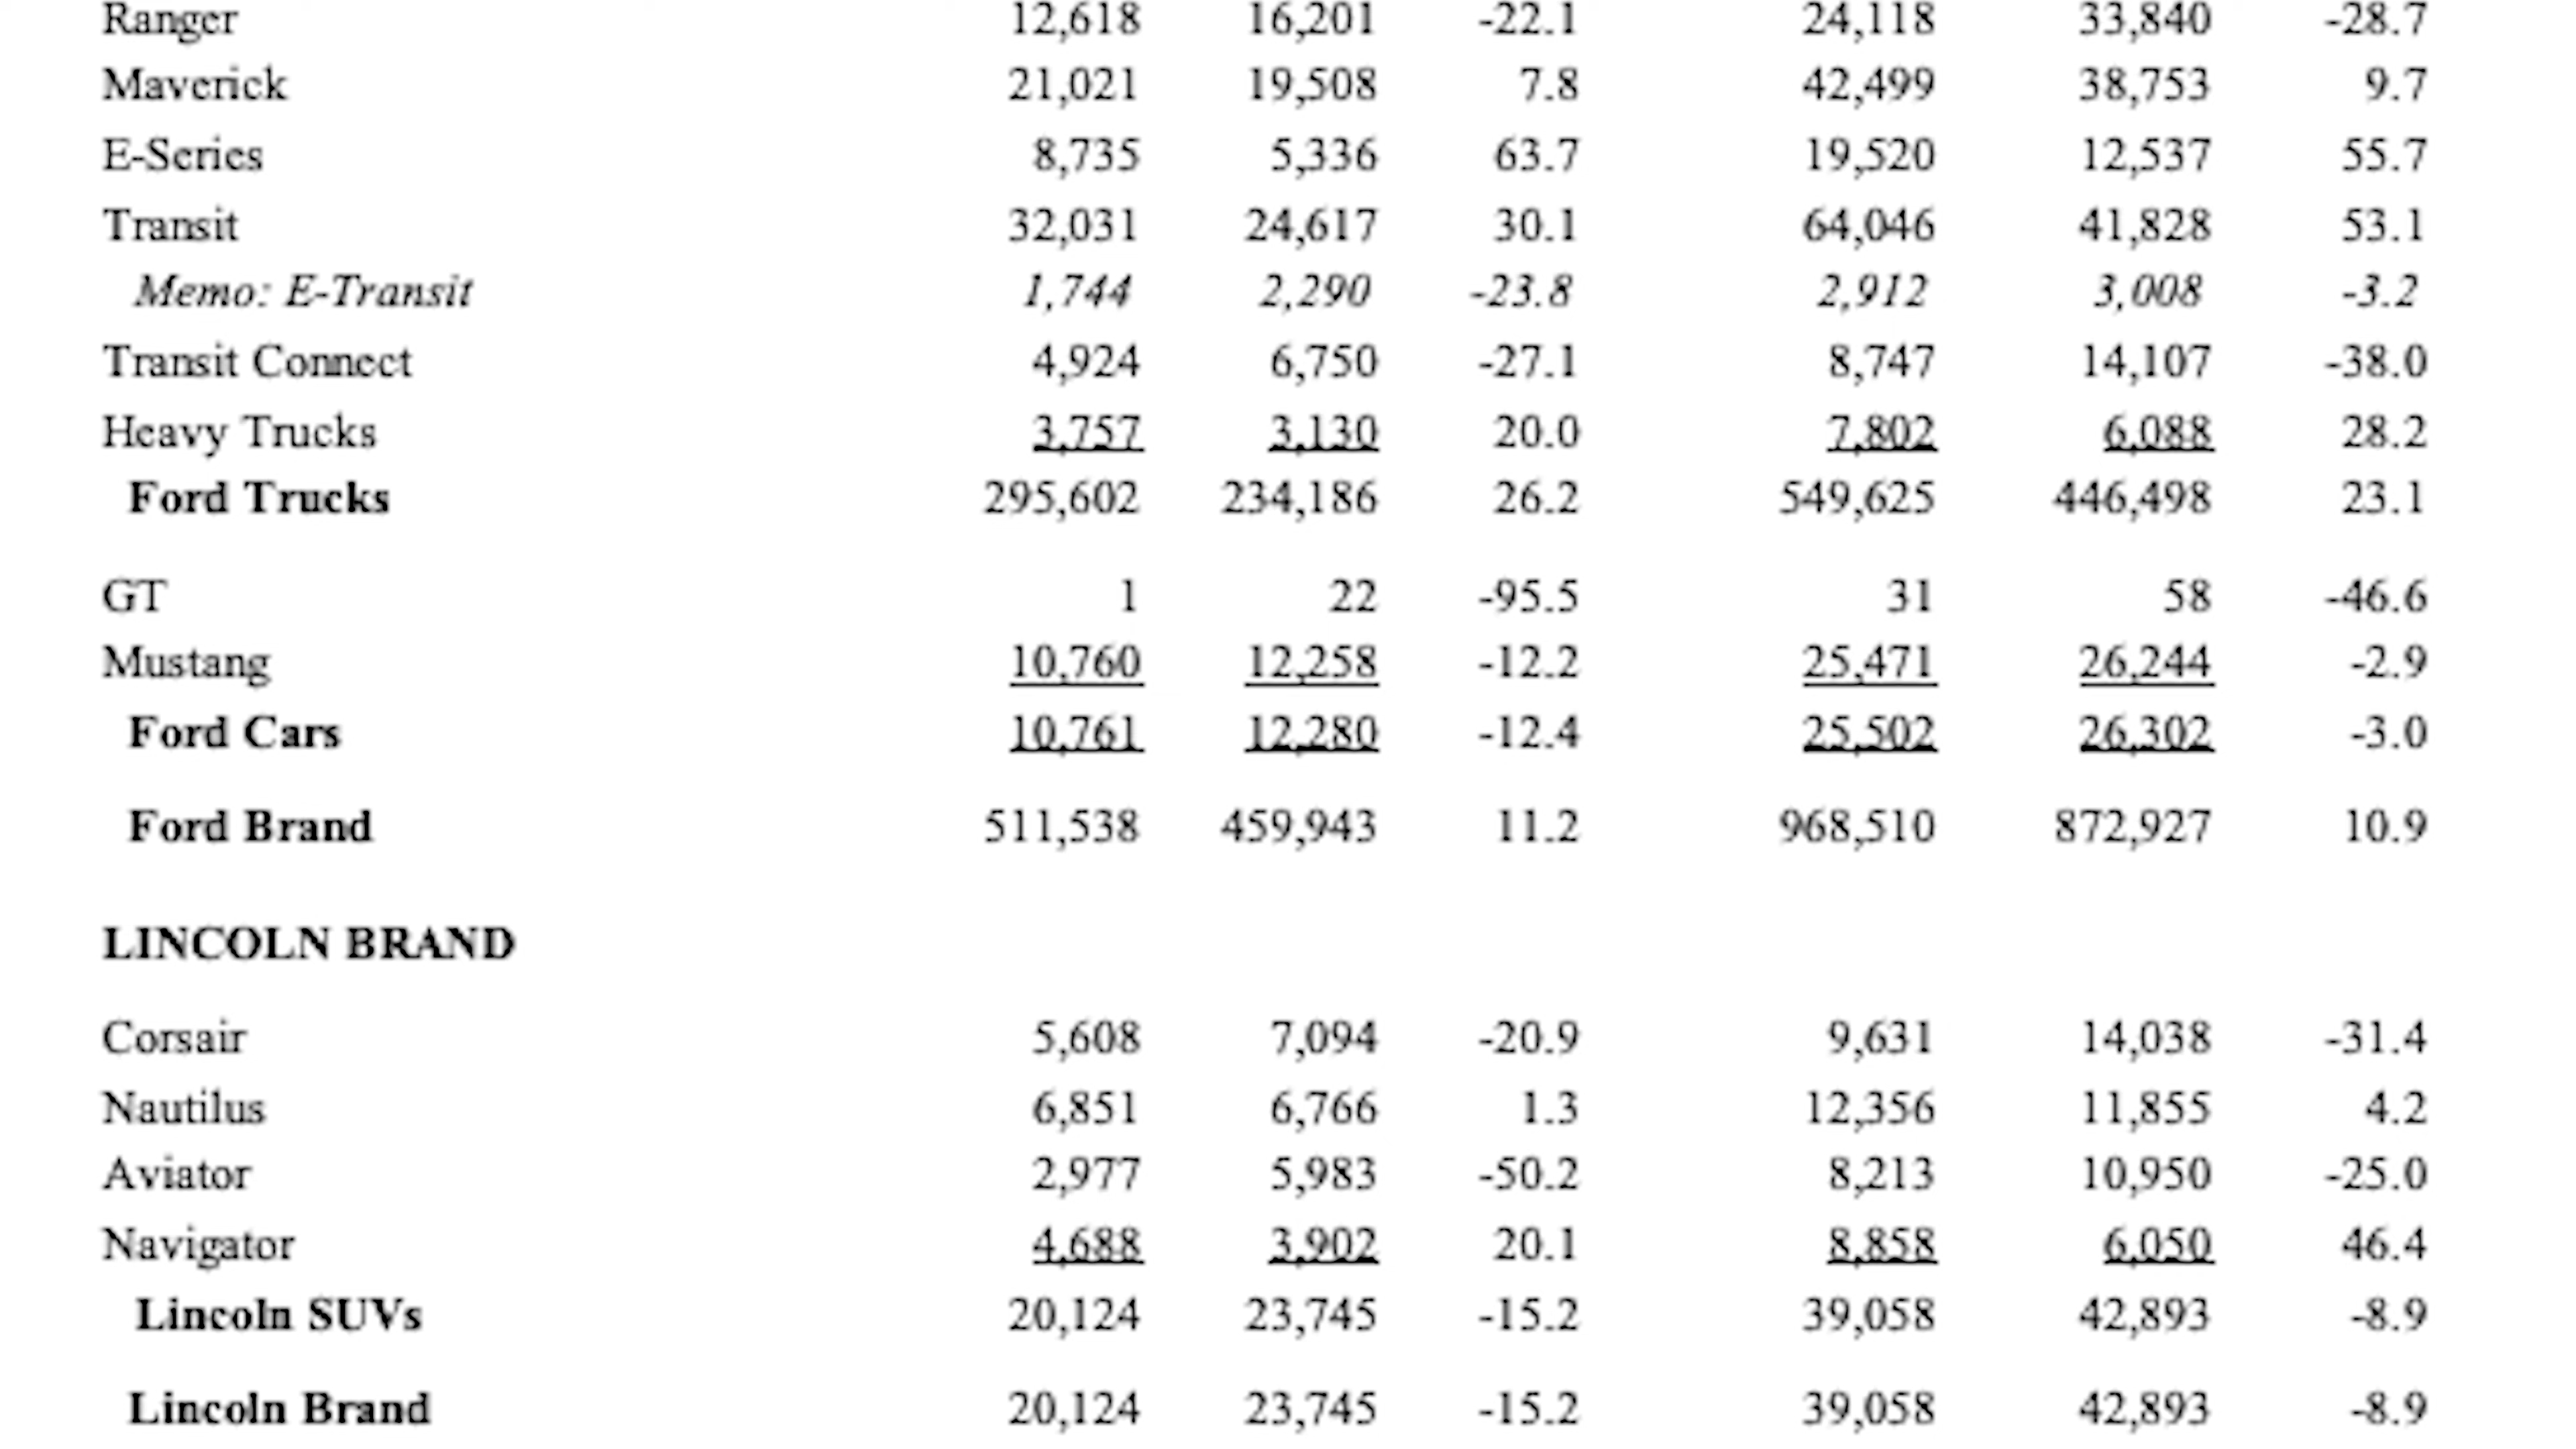 Ranger 12,618 16,201 -22.1 24,118 33,840 -28.7
Maverick 21,021 19,508 7.8 42,499 38,753 9.7
E-Series 8,735 5,336 63.7 19,520 12,537 55.7
Transit 32,031 24,617 30.1 64,046 41,828 53.1
Memo: E-Transit 1,744 2,290 -23.8 2,912 3,008 -3.2
Transit Connect 4,924 6,750 -27.1 8,747 14,107 -38.0
Heavy Trucks 3,757 3,130 20.0 7,802 6,088 28.2
Ford Trucks 295,602 234,186 26.2 549,625 446,498 23.1
GT 1 22 -95.5 31 58 -46.6
Mustang 10,760 12,258 -12.2 25,471 26,244 -2.9
Ford Cars 10,761 12,280 -12.4 25,502 26,302 -3.0
Ford Brand 511,538 459,943 11.2 968,510 872,927 10.9
LINCOLN BRAND
Corsair 5,608 7,094 -20.9 9,631 14,038 -31.4
Nautilus 6,851 6,766 1.3 12,356 11,855 4.2
Aviator 2,977 5,983 -50.2 8,213 10,950 -25.0
Navigator 4,688 3,902 20.1 8,858 6,050 46.4
Lincoln SUVs 20,124 23,745 -15.2 39,058 42,893 -8.9
Lincoln Brand 20,124 23,745 -15.2 39,058 42,893 -8.9